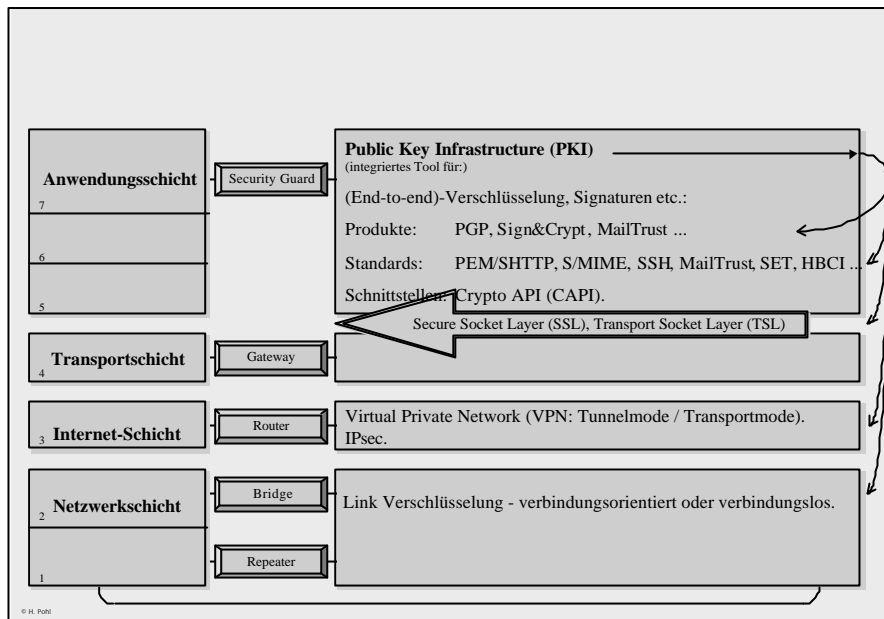 Public Key Infrastructure (PKI)
(integriertes Tool für:)
Anwendungsschicht
Security Guard
(End-to-end)-Verschlüsselung, Signaturen etc.:
7
Produkte: PGP, Sign&Crypt, MailTrust ...
6
Standards: PEM/SHTTP, S/MIME, SSH, MailTrust, SET, HBCI ...
5
Schnittstellen: Crypto API (CAPI).
Secure Socket Layer (SSL), Transport Socket Layer (TSL)
Transportschicht
4
Gateway
Internet-Schicht
3
Router
Virtual Private Network (VPN: Tunnelmode / Transportmode).
IPsec.
Netzwerkschicht
2
Bridge
Link Verschlüsselung - verbindungsorientiert oder verbindungslos.
Repeater
1
© H. Pohl